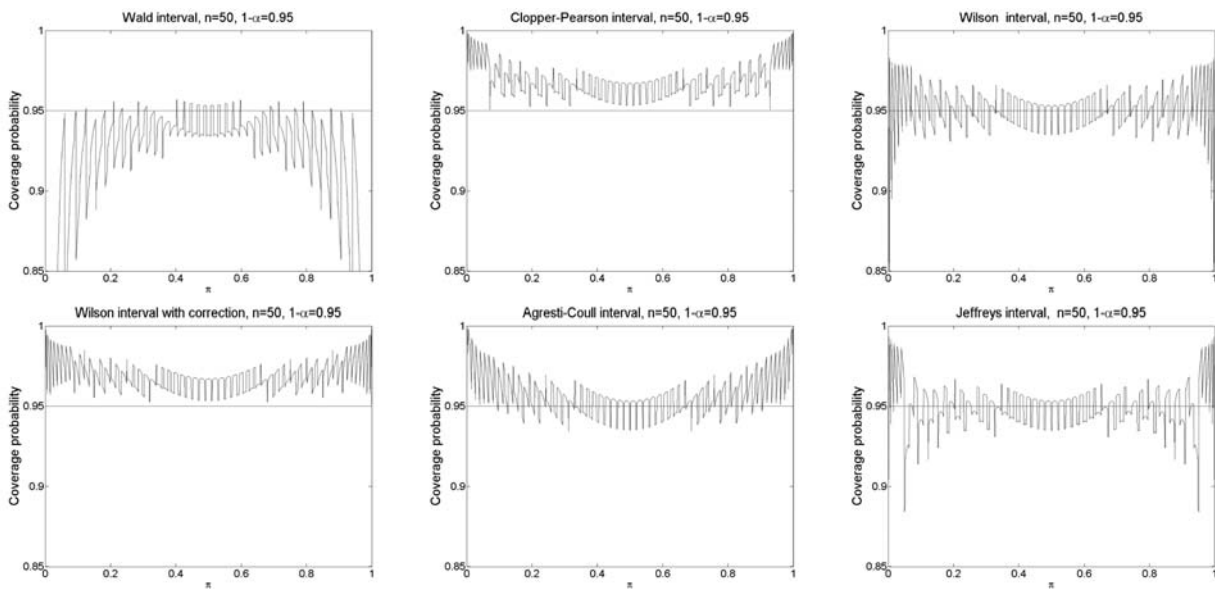 Wald interval, n=50, 1-α=0.95
1
0.95
0.9
0.85
Coverage probability
0 0.2 0.4 0.6 0.8 1
π
Clopper-Pearson interval, n=50, 1-α=0.95
1
0.95
0.9
0.85
Coverage probability
0 0.2 0.4 0.6 0.8 1
π
Wilson interval, n=50, 1-α=0.95
1
0.95
0.9
0.85
Coverage probability
0 0.2 0.4 0.6 0.8 1
π
Wilson interval with correction, n=50, 1-α=0.95
1
0.95
0.9
0.85
Coverage probability
0 0.2 0.4 0.6 0.8 1
π
Agresti-Coull interval, n=50, 1-α=0.95
1
0.95
0.9
0.85
Coverage probability
0 0.2 0.4 0.6 0.8 1
π
Jeffreys interval, n=50, 1-α=0.95
1
0.95
0.9
0.85
Coverage probability
0 0.2 0.4 0.6 0.8 1
π